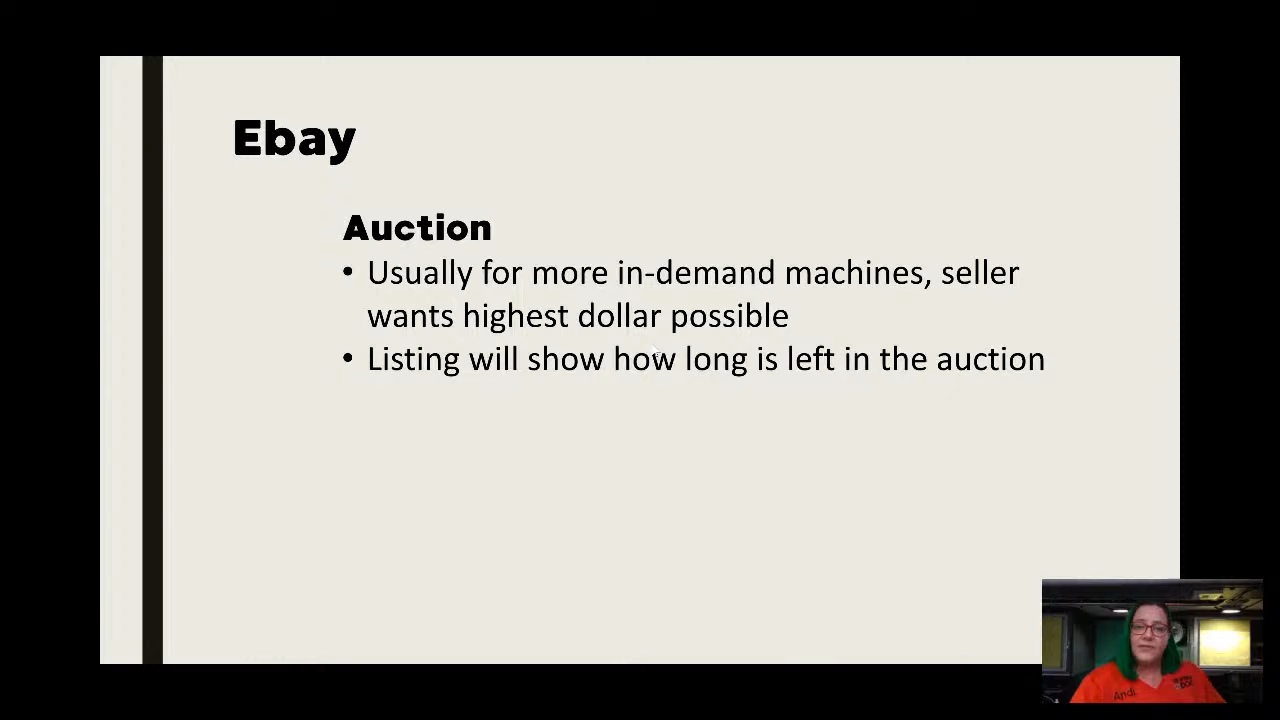 Ebay
Auction
• Usually for more in-demand machines, seller
wants highest dollar possible
• Listing will show how long is left in the auction
Andi